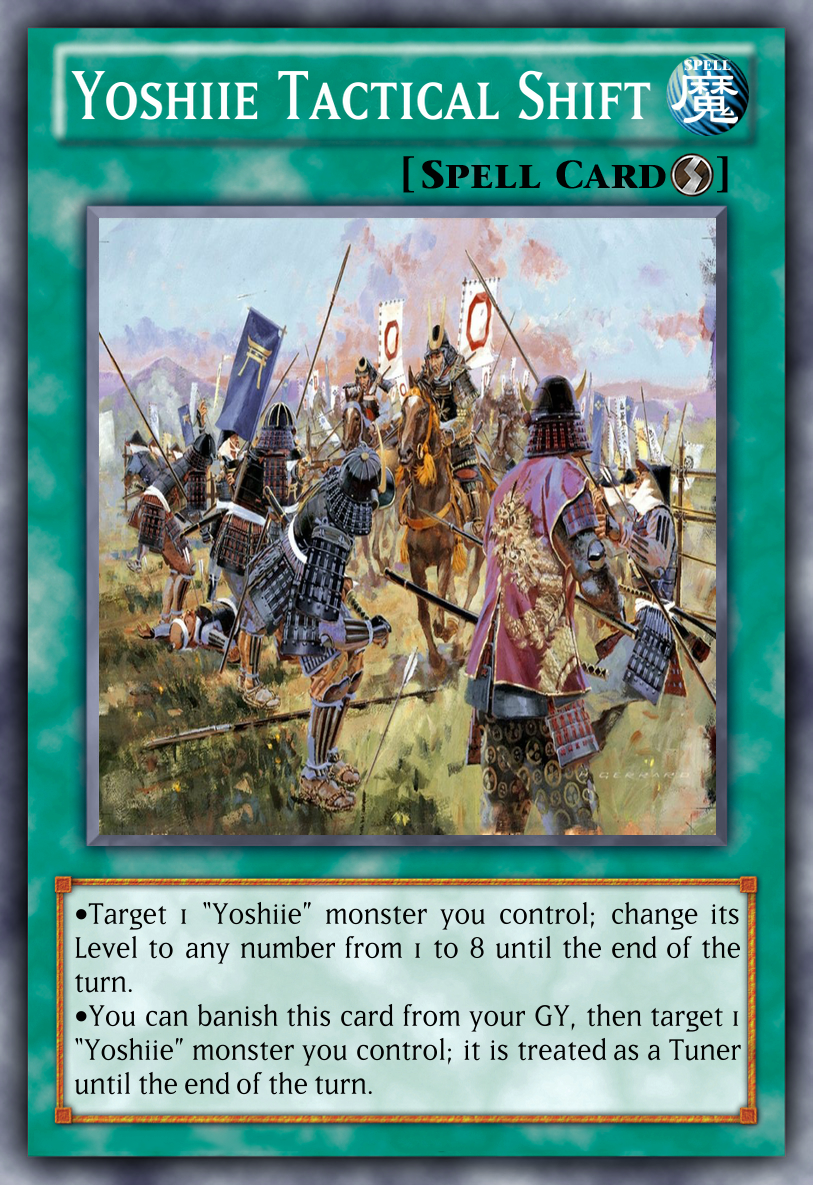 Yoshiie Tactical Shift
SPELL
魔
[Spell Card]
GERRARD
•Target 1 "Yoshiie" monster you control; change its
Level to any number from 1 to 8 until the end of the
turn.
•You can banish this card from your GY, then target 1
"Yoshiie" monster you control; it is treated as a Tuner
until the end of the turn.